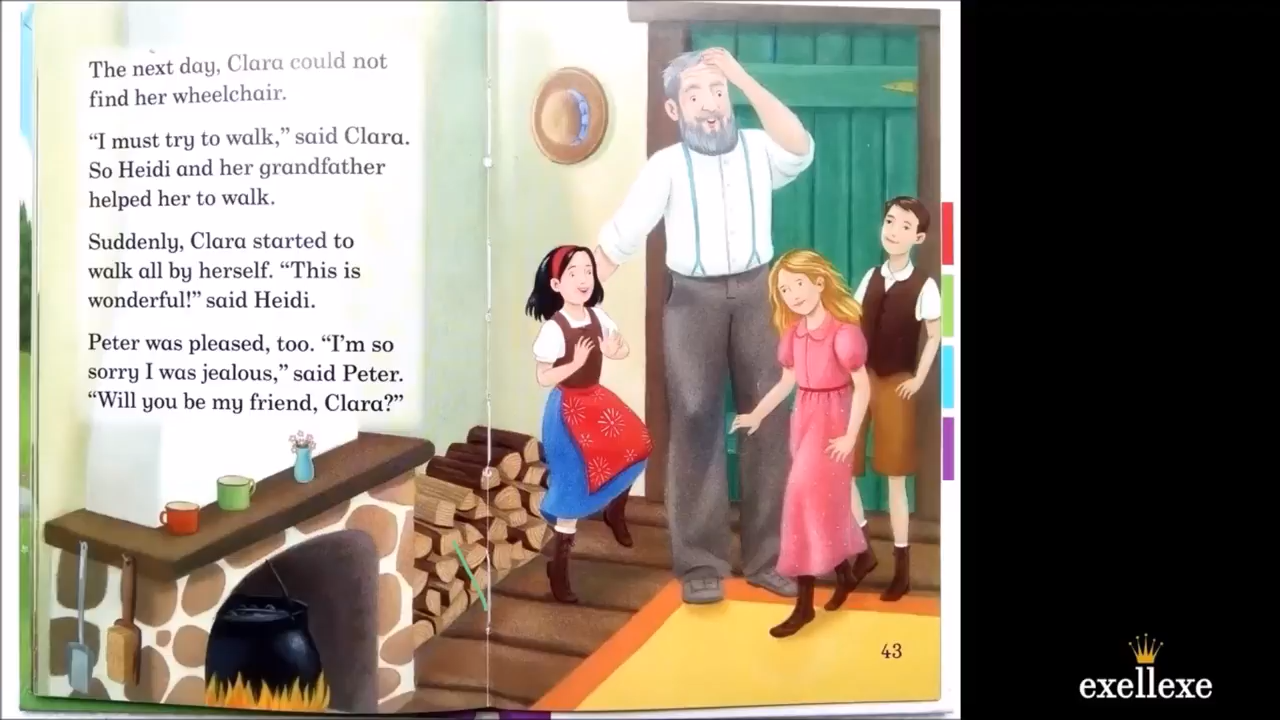 The next day, Clara could not
find her wheelchair.
“I must try to walk,” said Clara.
So Heidi and her grandfather
helped her to walk.
Suddenly, Clara started to
walk all by herself. “This is
wonderful!” said Heidi.
Peter was pleased, too. “I’m so
sorry I was jealous,” said Peter.
“Will you be my friend, Clara?”
43
exellexe